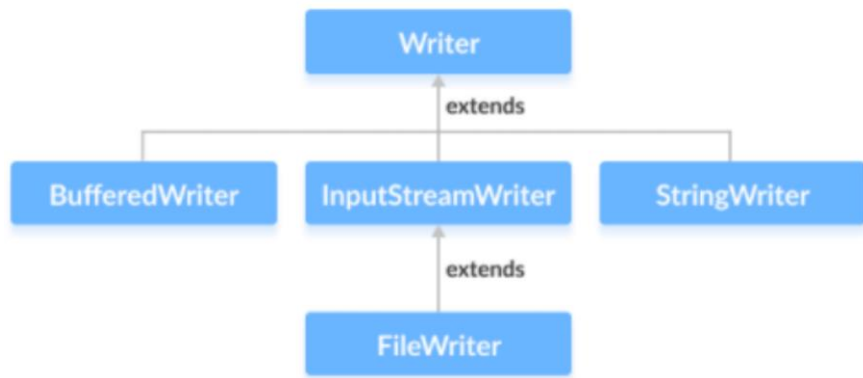 Writer
extends
BufferedWriter
InputStreamWriter
StringWriter
extends
FileWriter